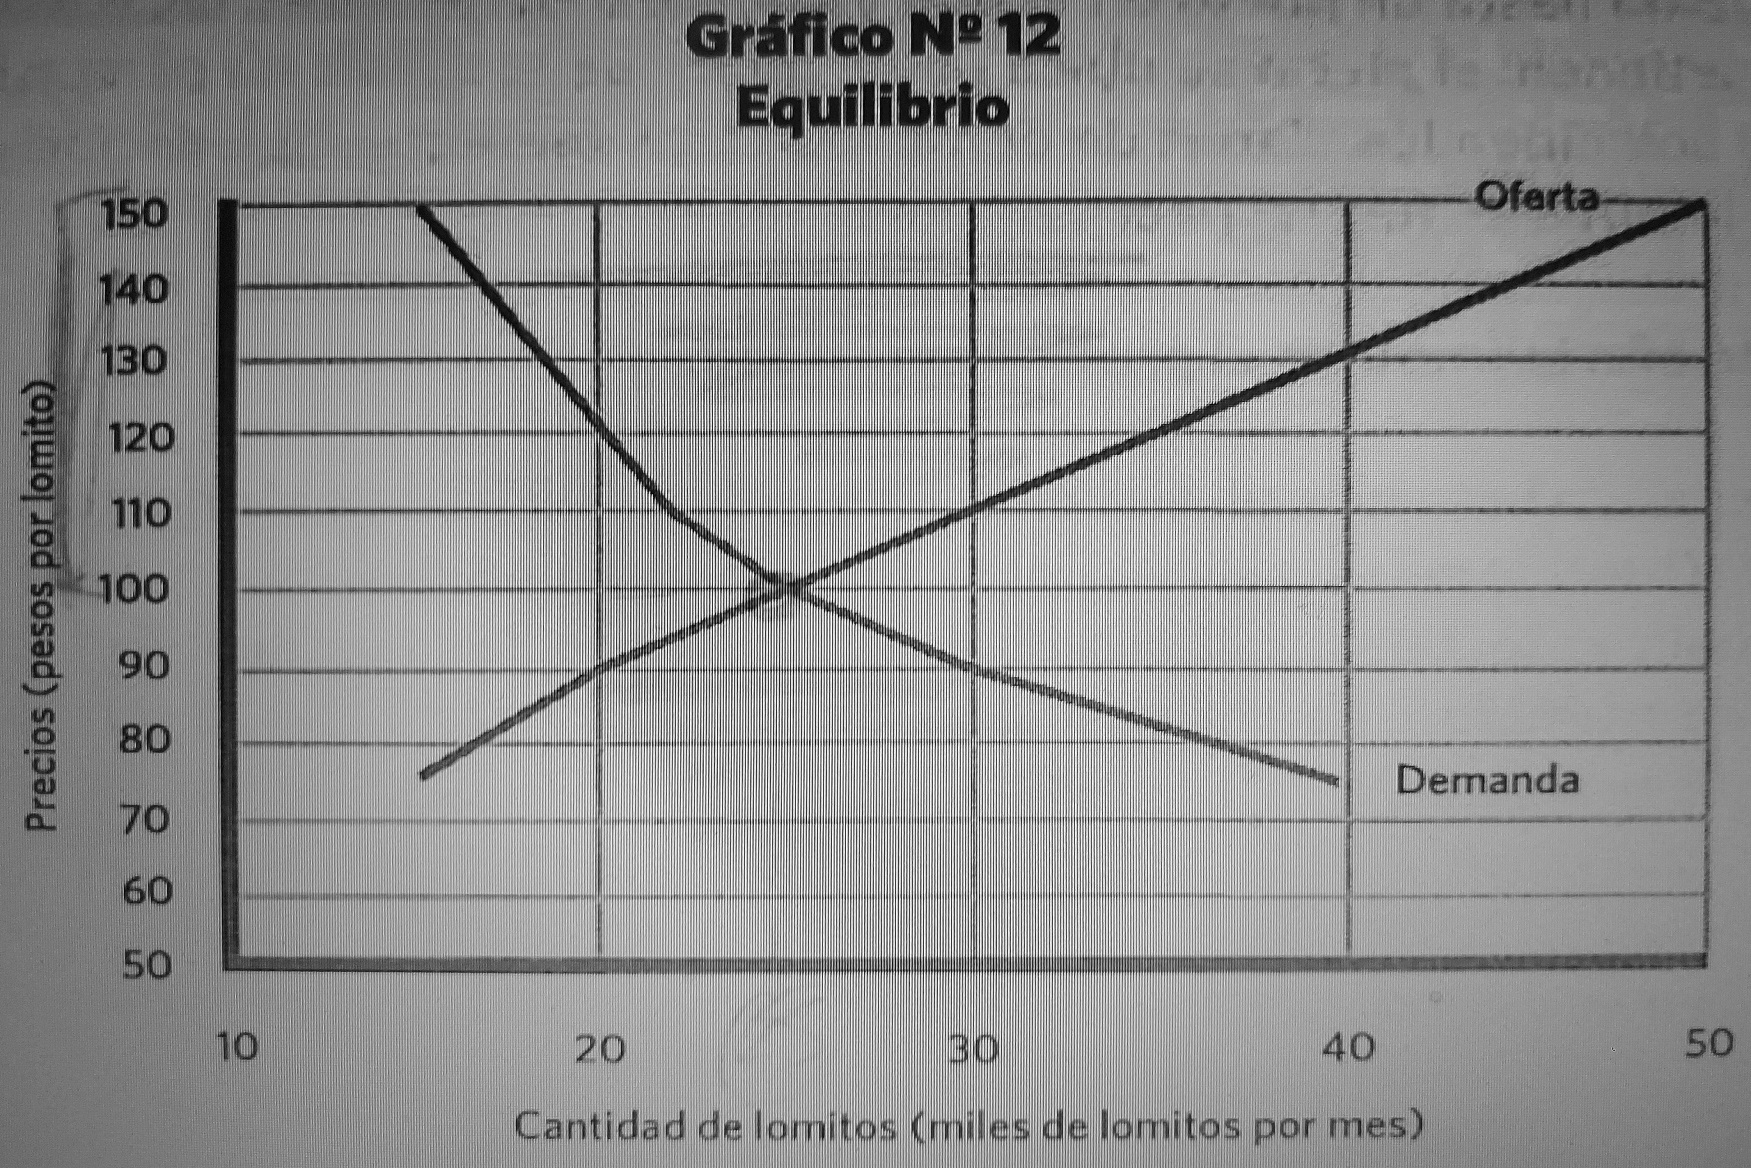 Gráfico Nº 12
Equilibrio
Oferta
150
140
130
120
110
100
90
80
70
60
50
Precios (pesos por lomito)
Demanda
10 20 30 40 50
Cantidad de lomitos (miles de lomitos por mes)